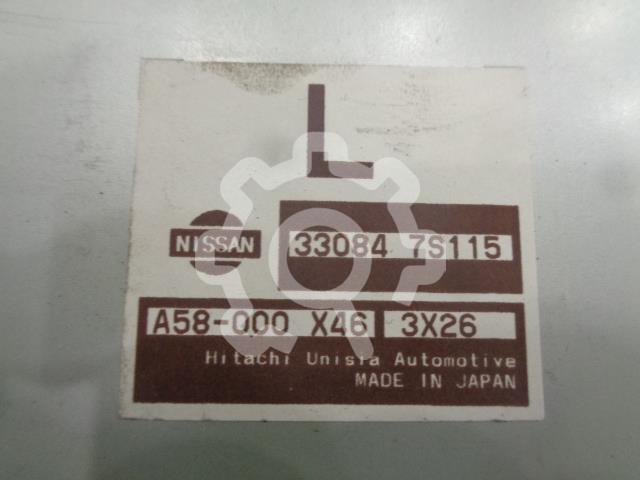 L
NISSAN 33084 7S115
A58-000 X46 3X26
Hitachi Unisia Automotive
MADE IN JAPAN